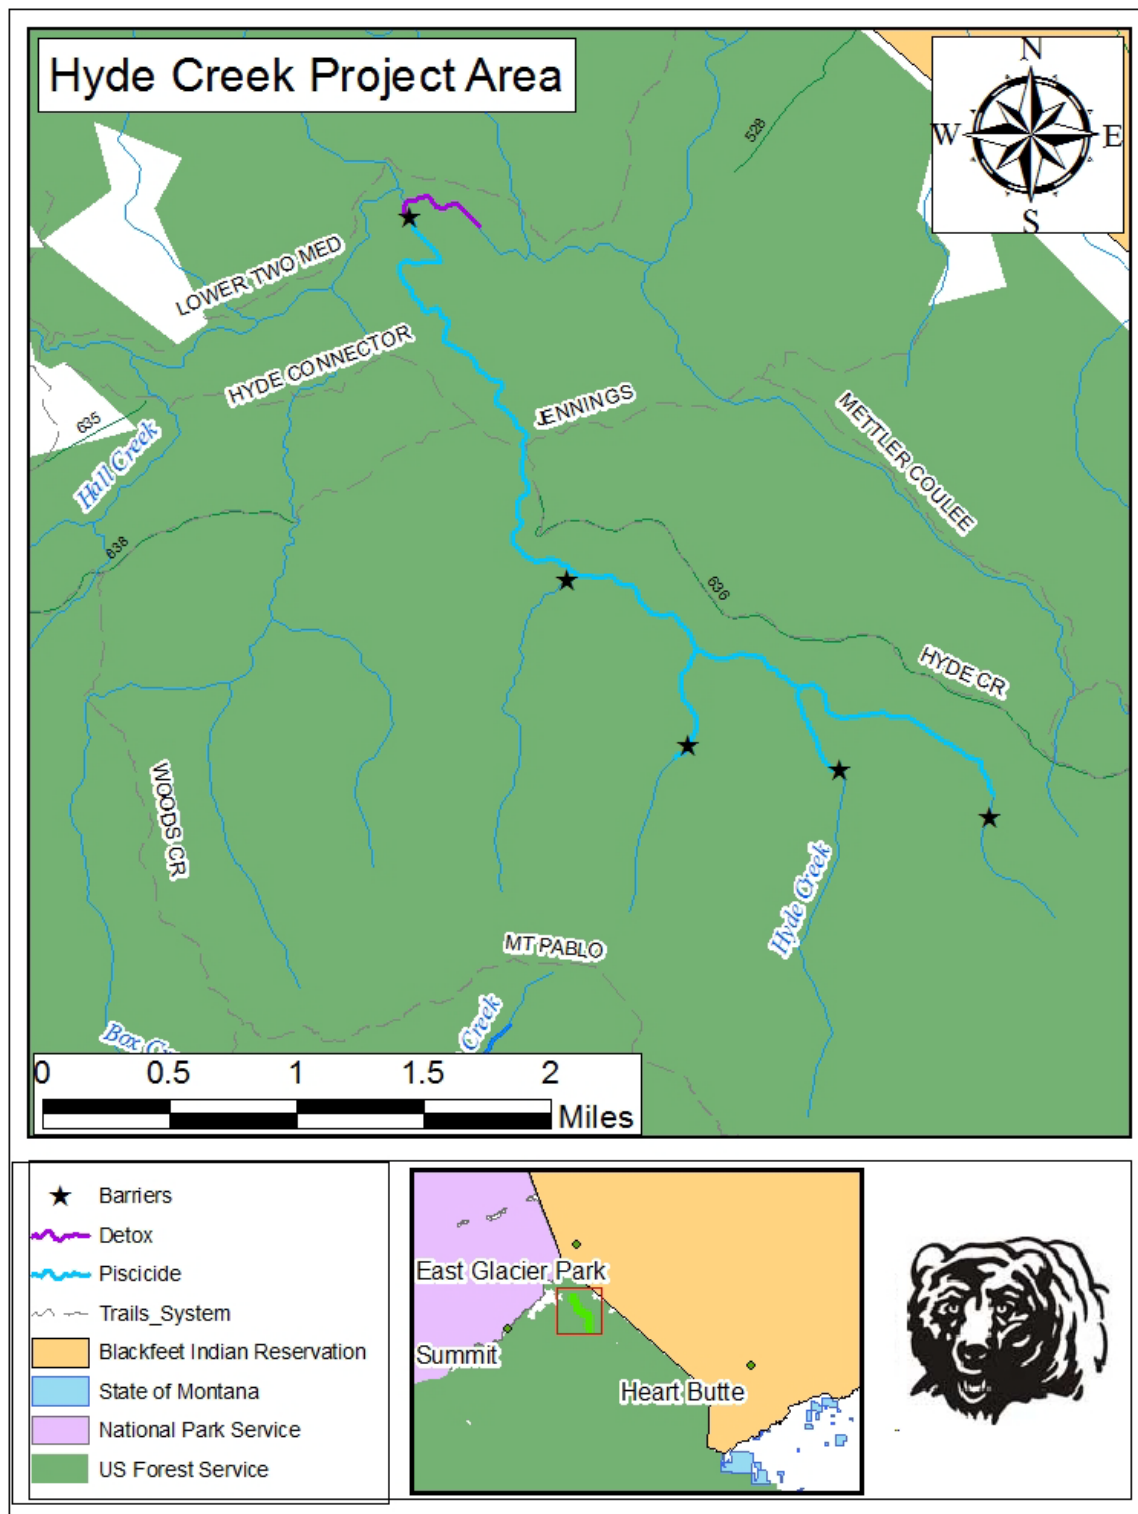 Hyde Creek Project Area
N
W E
S
528
LOWER TWO MED
HYDE CONNECTOR
JENNINGS
METTLER COULEE
635
Hall Creek
638
636
HYDE CR
WOODS CR
Hyde Creek
MT PABLO
Creek
Box
0 0.5 1 1.5 2
Miles
Barriers
Detox
Piscicide
Trails_System
Blackfeet Indian Reservation
State of Montana
National Park Service
US Forest Service
East Glacier Park
Summit
Heart Butte